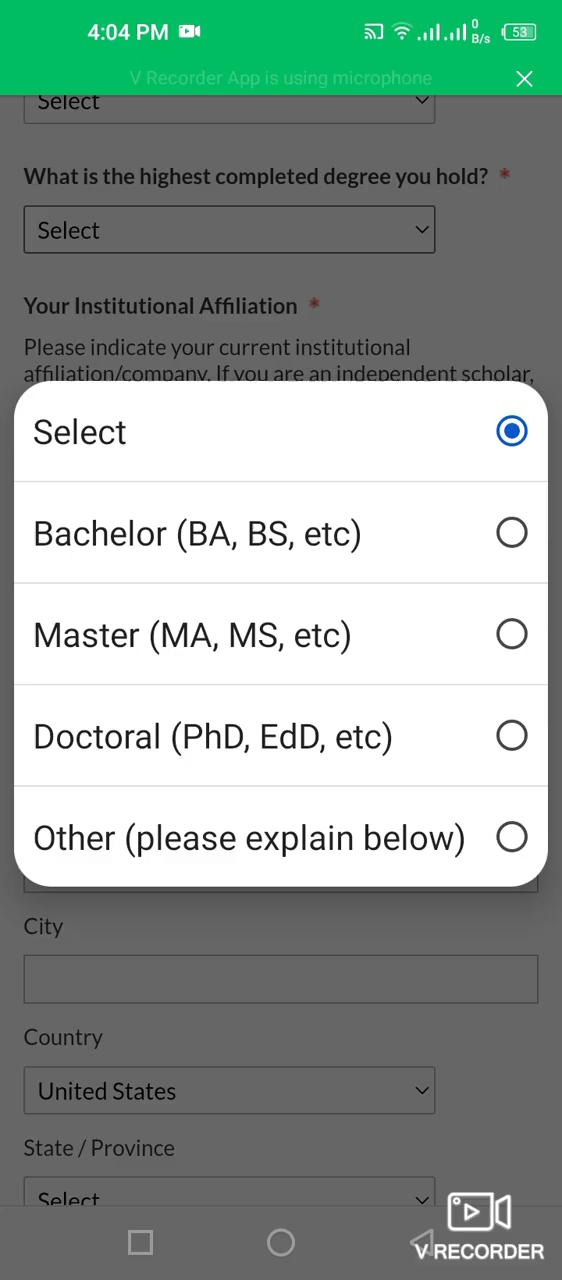 4:04 PM
0
B/s
53
V Recorder App is using microphone
Select
What is the highest completed degree you hold? *
Select
Your Institutional Affiliation *
Please indicate your current institutional
affiliation/company. If you are an independent scholar,
Select
Bachelor (BA, BS, etc)
Master (MA, MS, etc)
Doctoral (PhD, EdD, etc)
Other (please explain below)
City
Country
United States
State / Province
Select
V RECORDER